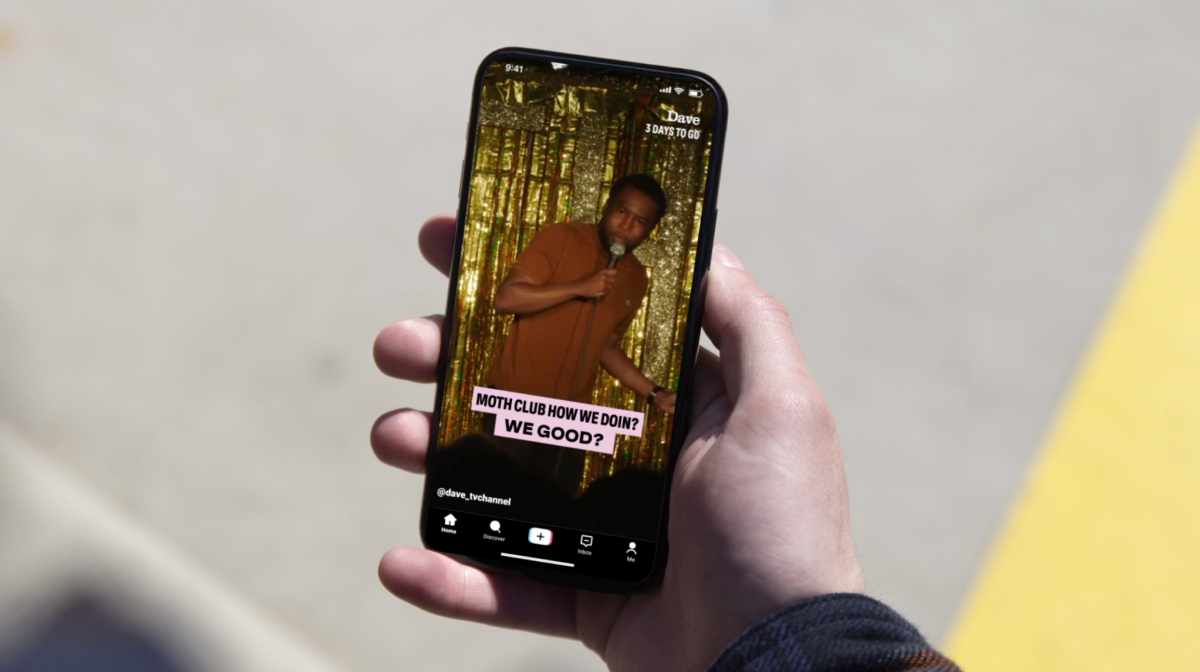 9:41
Dave
3 DAYS TO GO
MOTH CLUB HOW WE DOIN?
WE GOOD?
@dave_tvchannel
Home
Discover
Inbox
Me